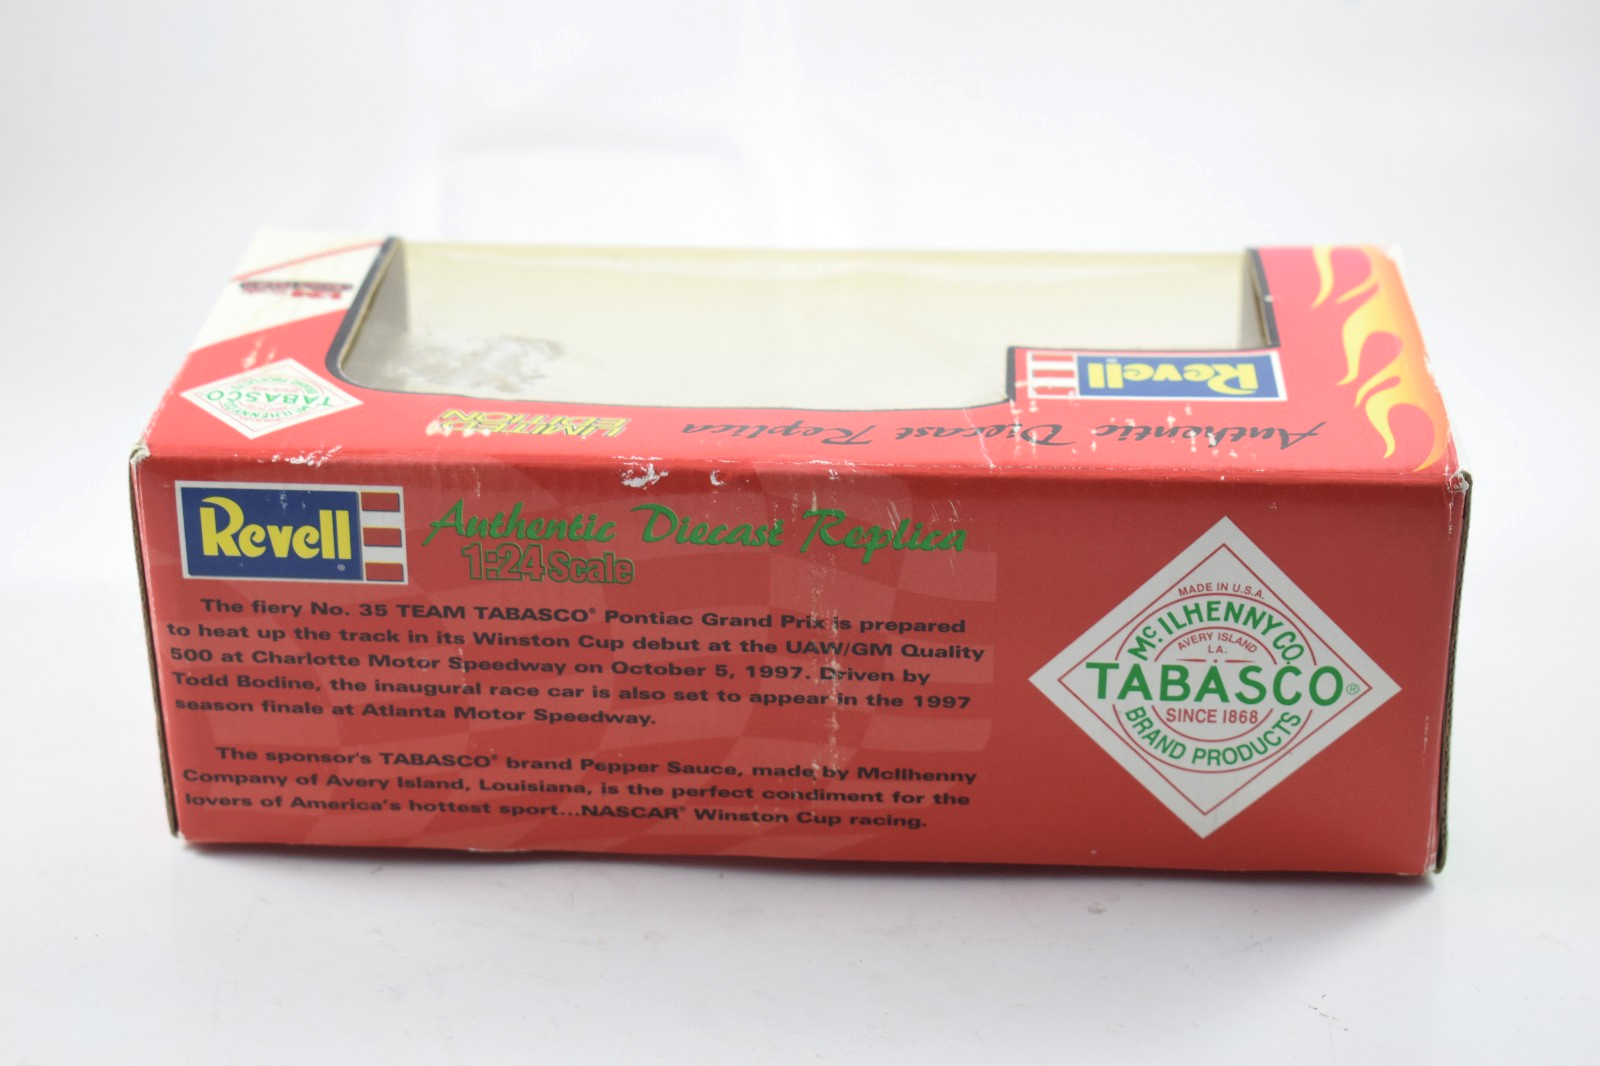 TABASCO
LIMITED
EDITION
Authentic Diecast Replica
Revell
Revell
Authentic Diecast Replica
1:24 Scale
The fiery No. 35 TEAM TABASCO® Pontiac Grand Prix is prepared
to heat up the track in its Winston Cup debut at the UAW/GM Quality
500 at Charlotte Motor Speedway on October 5, 1997. Driven by
Todd Bodine, the inaugural race car is also set to appear in the 1997
season finale at Atlanta Motor Speedway.
The sponsor's TABASCO® brand Pepper Sauce, made by McIlhenny
Company of Avery Island, Louisiana, is the perfect condiment for the
lovers of America's hottest sport...NASCAR® Winston Cup racing.
MADE IN U.S.A.
Mc. ILHENNY CO.
AVERY ISLAND
LA.
TABASCO®
SINCE 1868
BRAND PRODUCTS